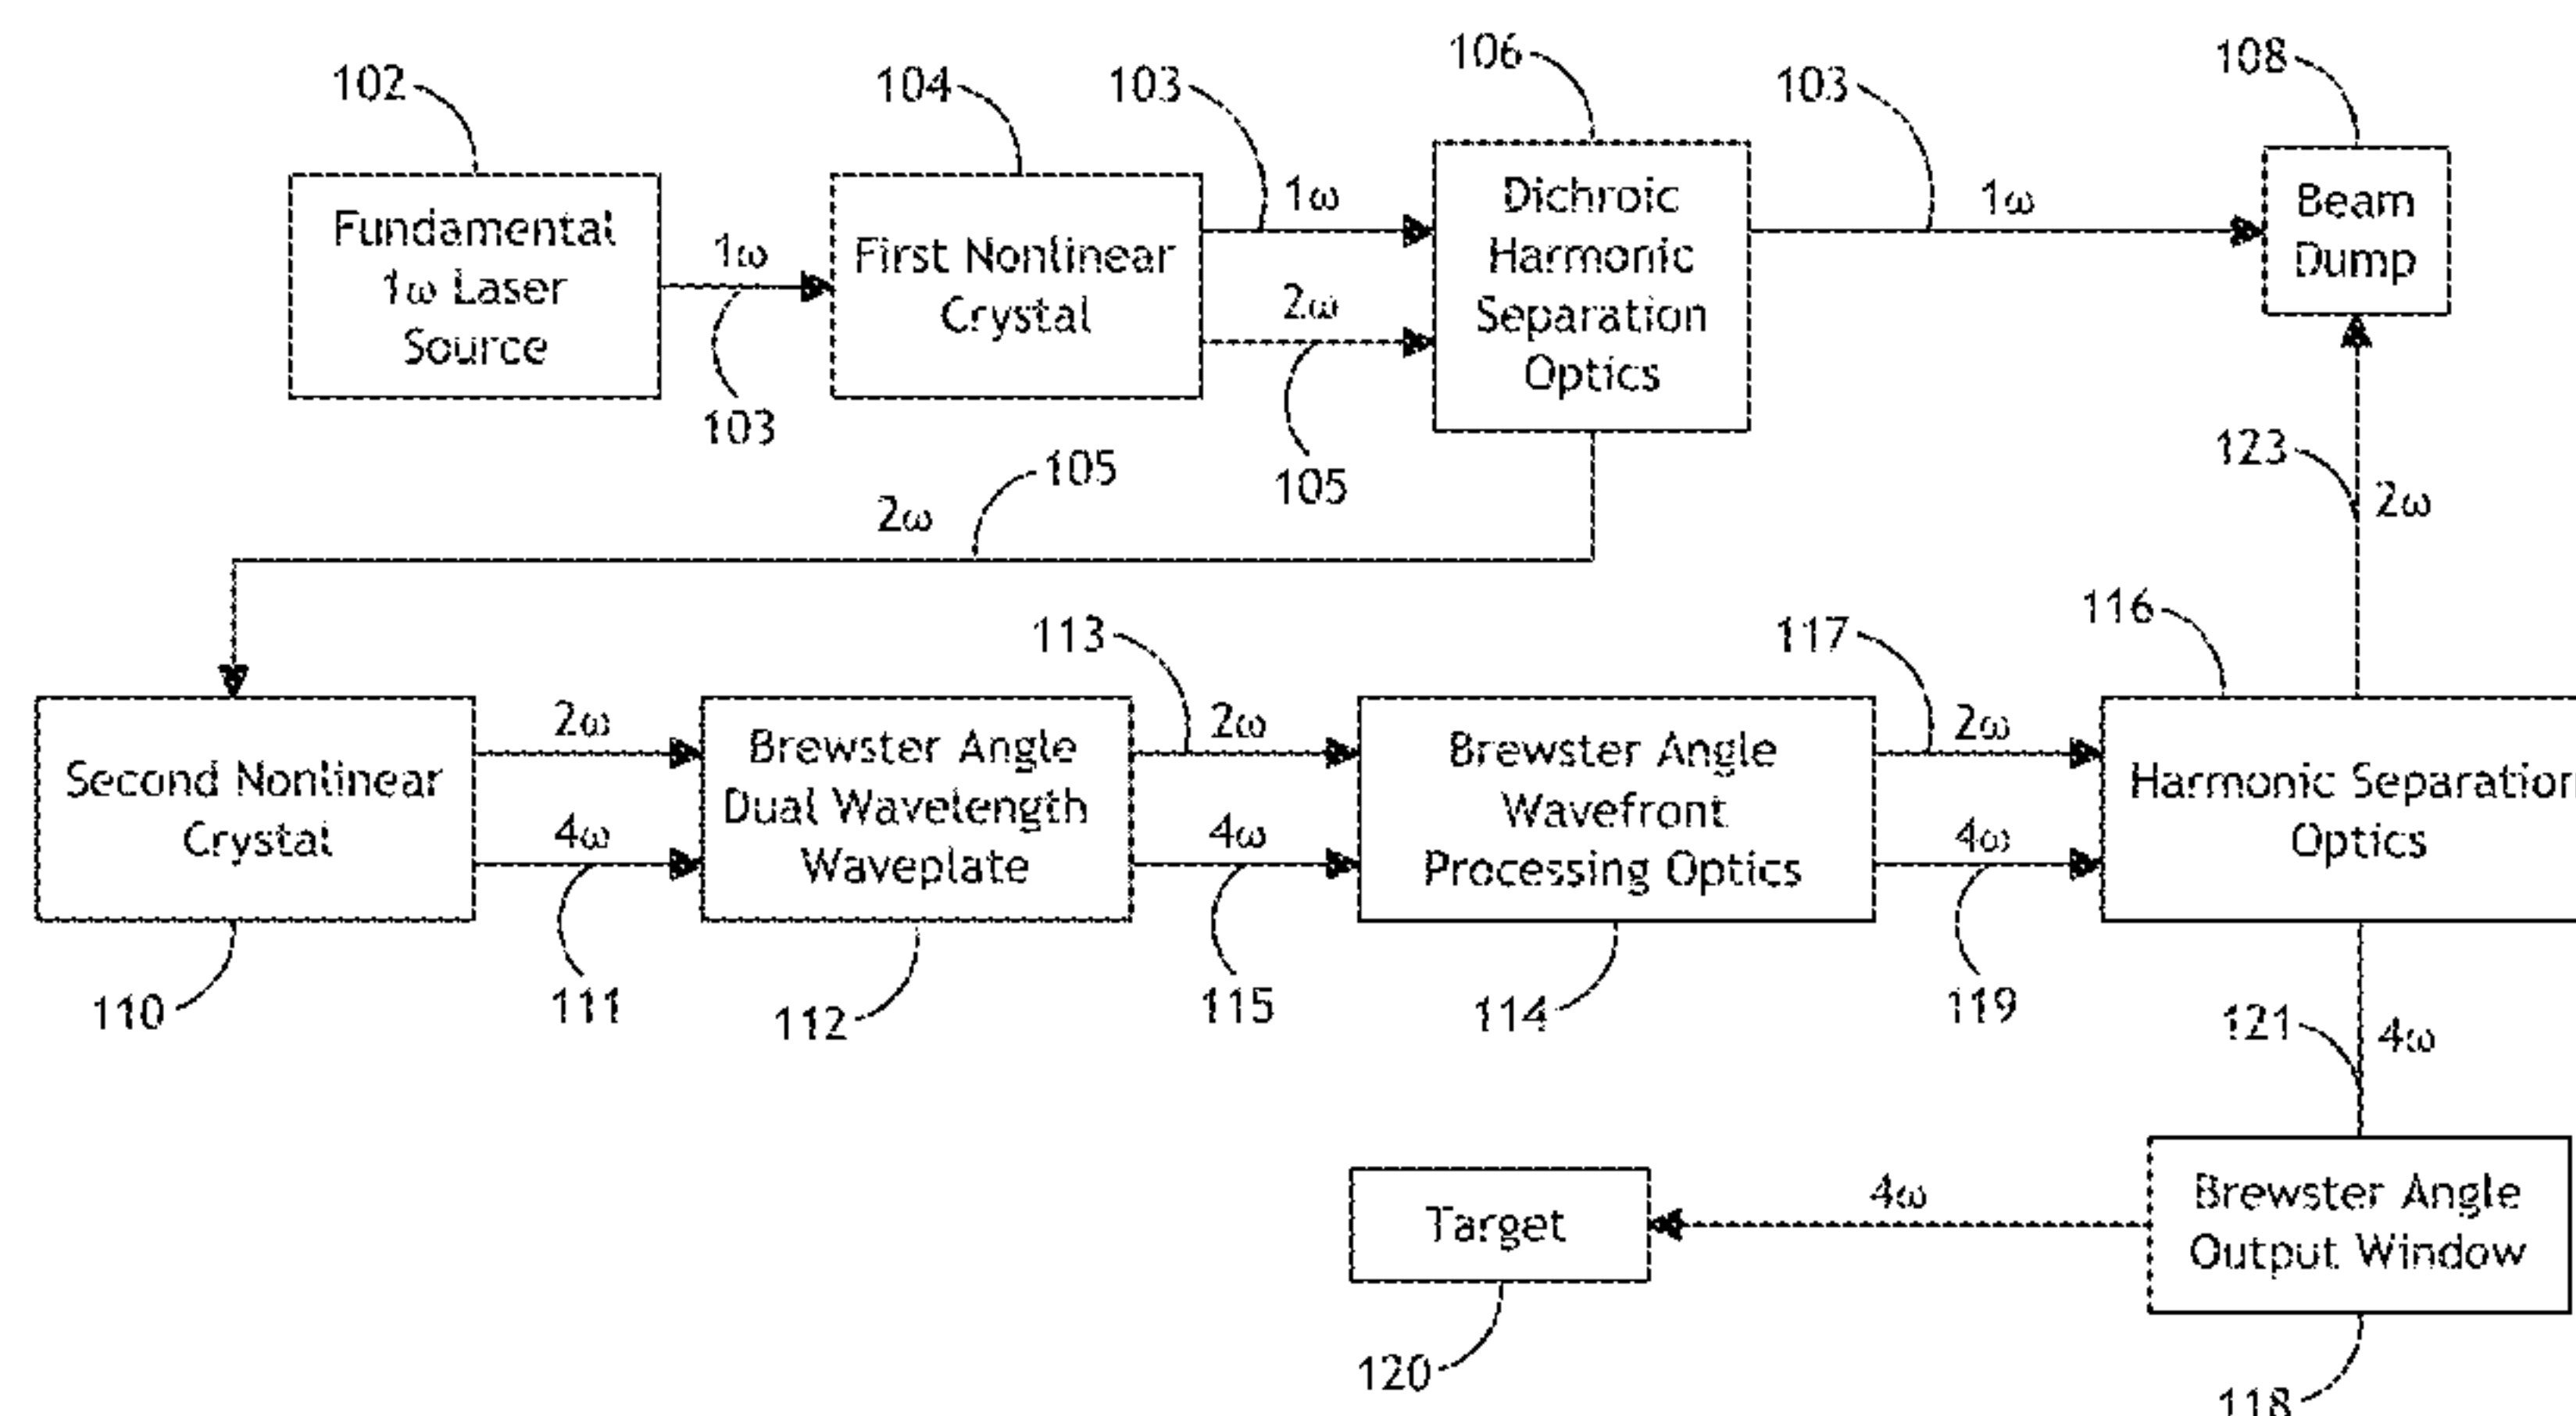 102
104
103
106
103
108
Fundamental
1ω Laser
Source
1ω
103
First Nonlinear
Crystal
1ω
2ω
105
Dichroic
Harmonic
Separation
Optics
1ω
Beam
Dump
105
2ω
123
2ω
113
117
116
Second Nonlinear
Crystal
110
2ω
4ω
111
Brewster Angle
Dual Wavelength
Waveplate
112
2ω
4ω
115
Brewster Angle
Wavefront
Processing Optics
114
2ω
4ω
119
Harmonic Separation
Optics
121
4ω
Target
120
4ω
Brewster Angle
Output Window
118